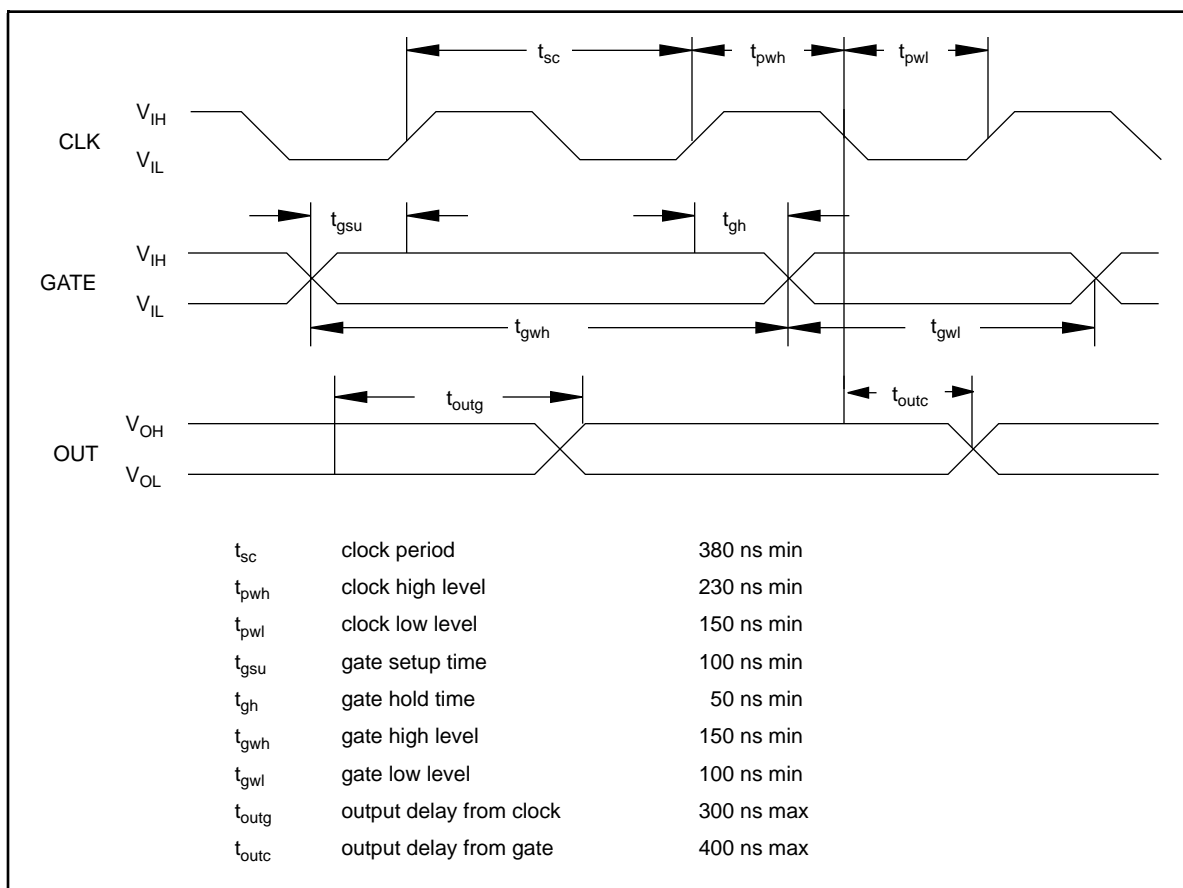 t_sc t_pwh t_pwl
V_IH
CLK
V_IL
t_gsu t_gh
V_IH
GATE
V_IL
t_gwh t_gwl
t_outg t_outc
V_OH
OUT
V_OL
t_sc clock period 380 ns min
t_pwh clock high level 230 ns min
t_pwl clock low level 150 ns min
t_gsu gate setup time 100 ns min
t_gh gate hold time 50 ns min
t_gwh gate high level 150 ns min
t_gwl gate low level 100 ns min
t_outg output delay from clock 300 ns max
t_outc output delay from gate 400 ns max